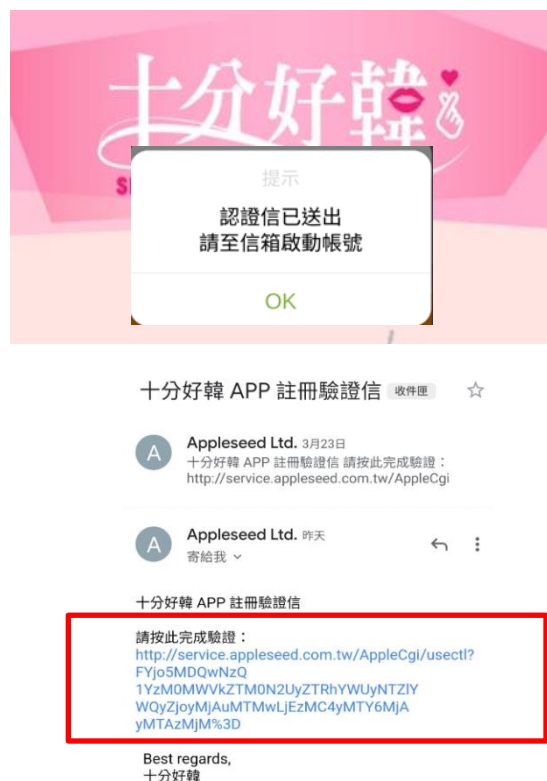 十分好韓
提示
認證信已送出
請至信箱啟動帳號
OK
十分好韓 APP 註冊驗證信 收件匣
A
Appleseed Ltd. 3月23日
十分好韓 APP 註冊驗證信 請按此完成驗證：
http://service.appleseed.com.tw/AppleCgi
A
Appleseed Ltd. 昨天
寄給我
十分好韓 APP 註冊驗證信
請按此完成驗證：
http://service.appleseed.com.tw/AppleCgi/usectl?
FYjo5MDQwNzQ
1YzM0MWVkZTM0N2UyZTRhYWUyNTZlY
WQyZjoyMjAuMTMwLjEzMC4yMTY6MjA
yMTAzMjM%3D
Best regards,
十分好韓